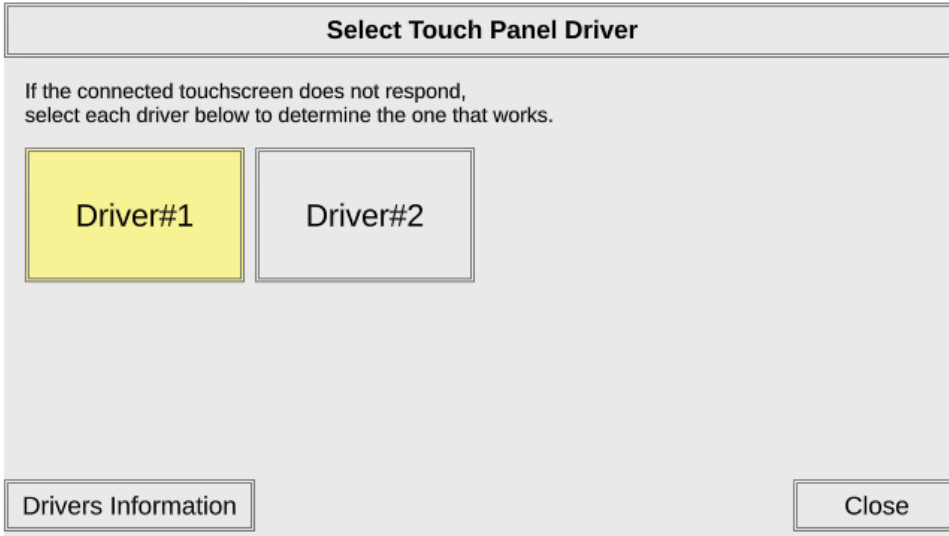 Select Touch Panel Driver
If the connected touchscreen does not respond,
select each driver below to determine the one that works.
Driver#1
Driver#2
Drivers Information
Close